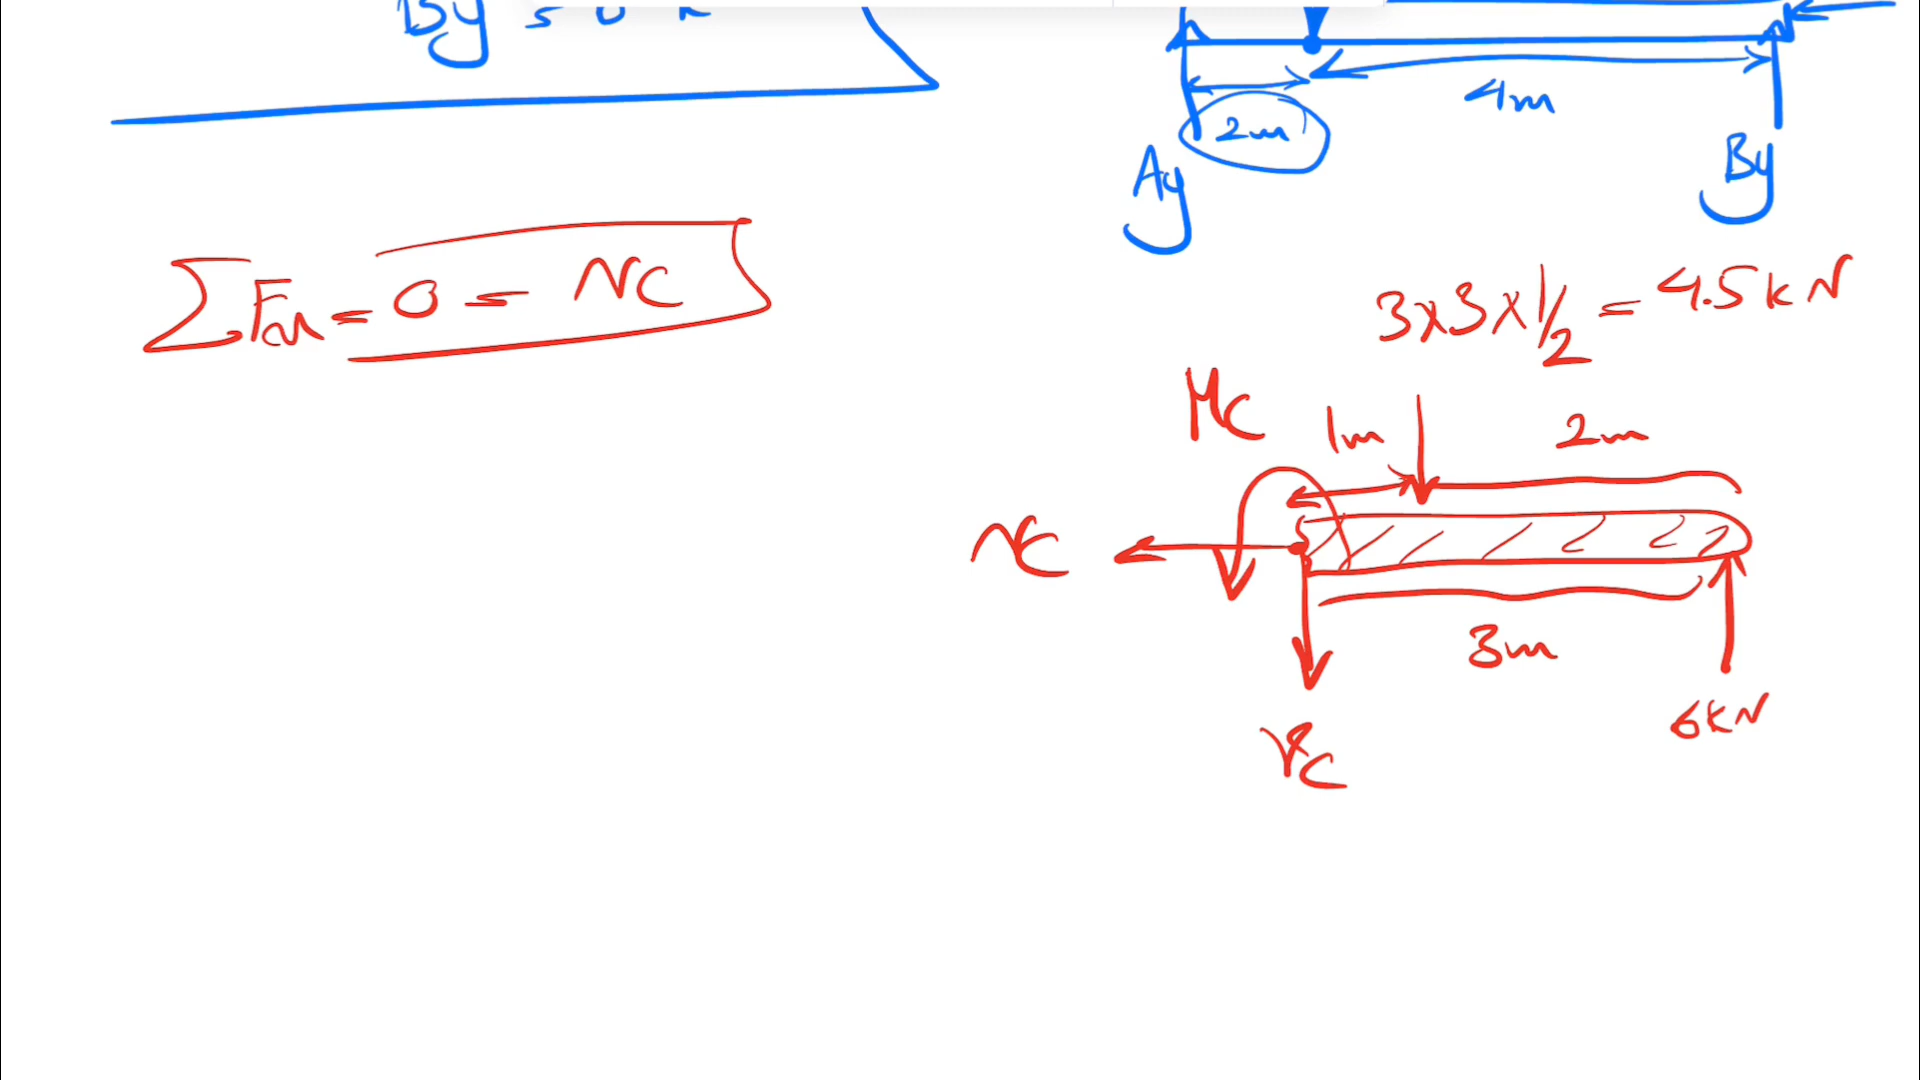 By = 6 k
4m
2m
Ay
By
ΣFx = 0 = NC
3x3x1/2 = 4.5kN
MC
1m
2m
NC
3m
6kN
VC